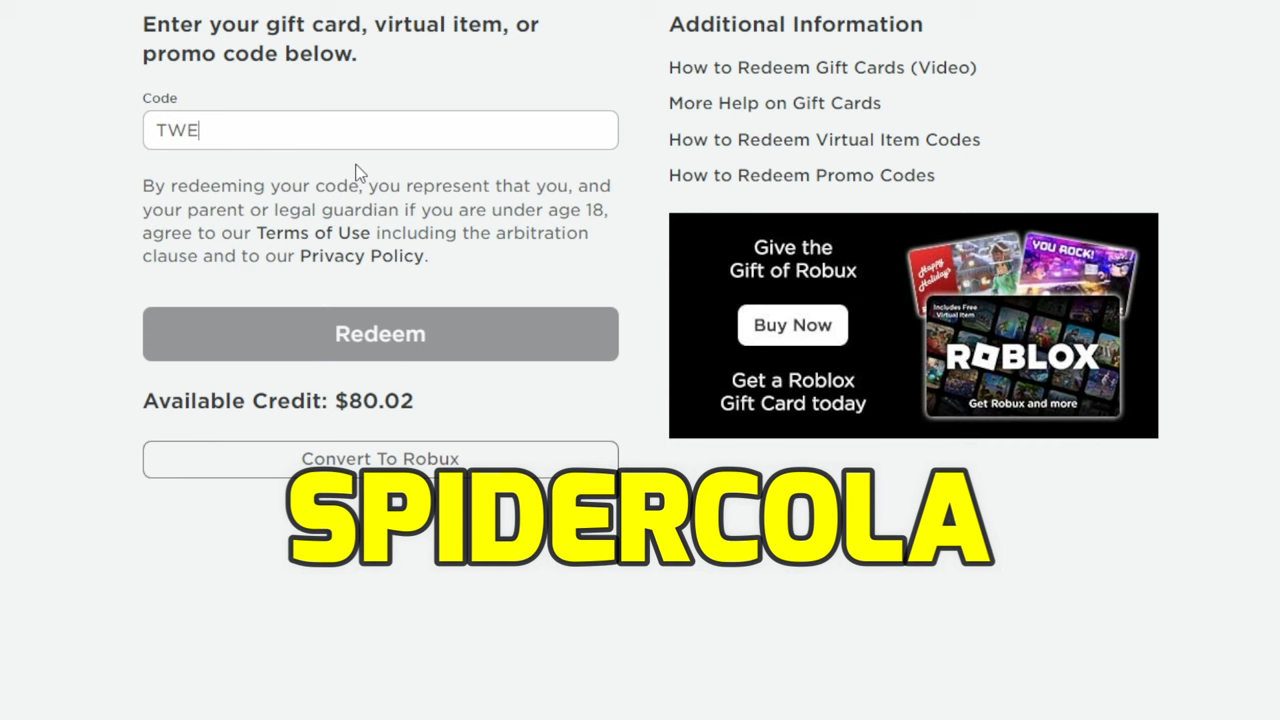 Enter your gift card, virtual item, or
promo code below.
Code
TWE
By redeeming your code, you represent that you, and
your parent or legal guardian if you are under age 18,
agree to our Terms of Use including the arbitration
clause and to our Privacy Policy.
Redeem
Available Credit: $80.02
Convert To Robux
Additional Information
How to Redeem Gift Cards (Video)
More Help on Gift Cards
How to Redeem Virtual Item Codes
How to Redeem Promo Codes
Give the
Gift of Robux
Buy Now
Get a Roblox
Gift Card today
Happy
Holidays
YOU ROCK!
Includes Free
Virtual Item
ROBLOX
Get Robux and more
SPIDERCOLA